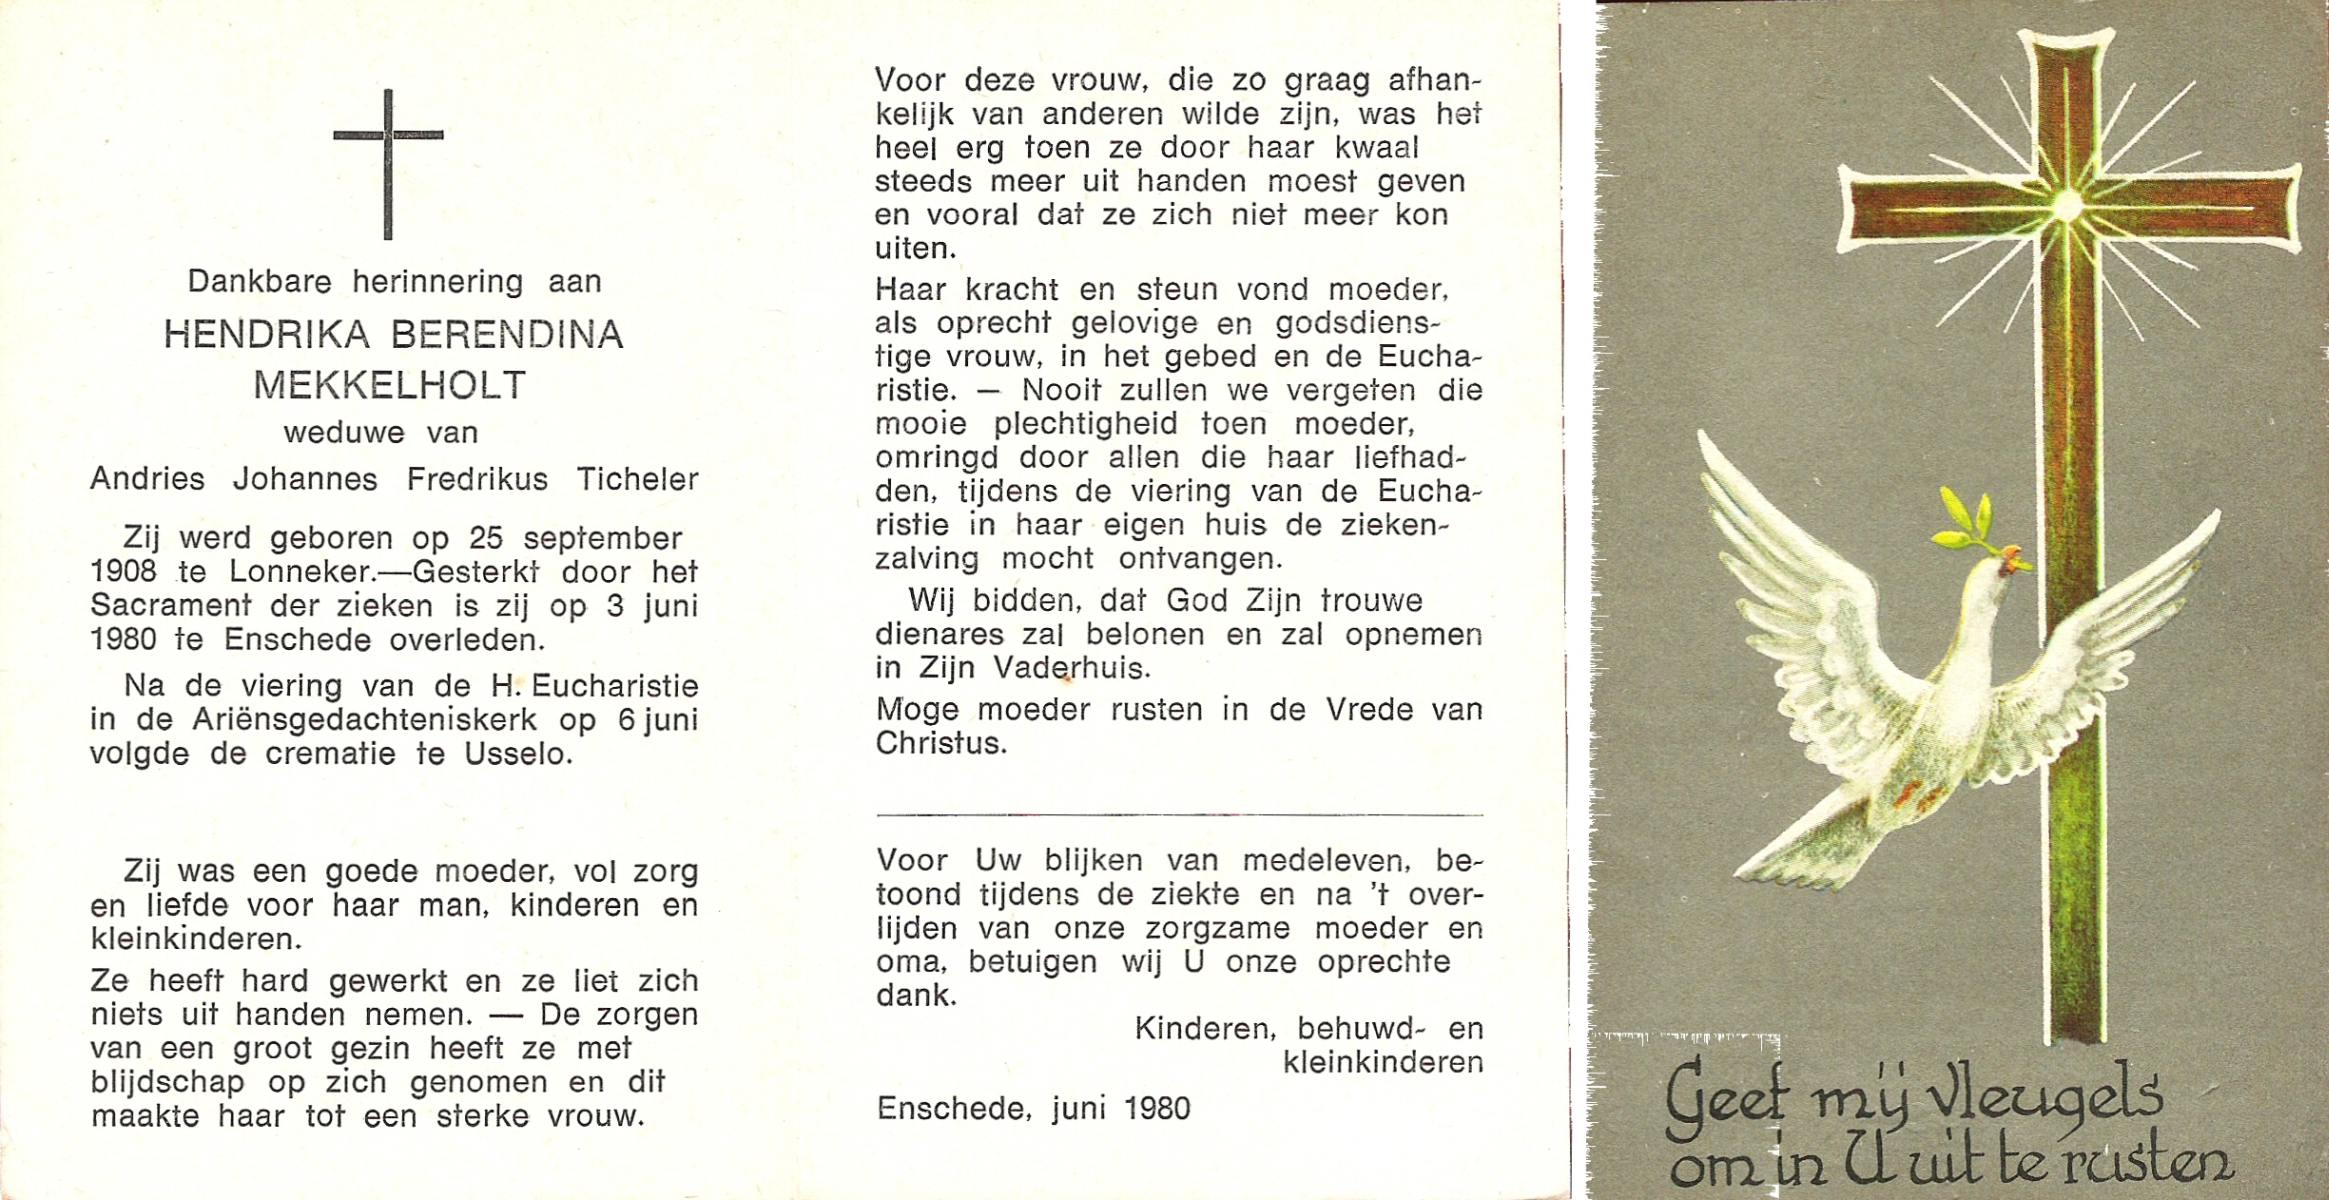 Dankbare herinnering aan
HENDRIKA BERENDINA
MEKKELHOLT
weduwe van
Andries Johannes Fredrikus Ticheler
Zij werd geboren op 25 september
1908 te Lonneker.—Gesterkt door het
Sacrament der zieken is zij op 3 juni
1980 te Enschede overleden.
Na de viering van de H. Eucharistie
in de Ariënsgedachteniskerk op 6 juni
volgde de crematie te Usselo.
Zij was een goede moeder, vol zorg
en liefde voor haar man, kinderen en
kleinkinderen.
Ze heeft hard gewerkt en ze liet zich
niets uit handen nemen. — De zorgen
van een groot gezin heeft ze met
blijdschap op zich genomen en dit
maakte haar tot een sterke vrouw.
Voor deze vrouw, die zo graag afhan-
kelijk van anderen wilde zijn, was het
heel erg toen ze door haar kwaal
steeds meer uit handen moest geven
en vooral dat ze zich niet meer kon
uiten.
Haar kracht en steun vond moeder,
als oprecht gelovige en godsdiens-
tige vrouw, in het gebed en de Eucha-
ristie. — Nooit zullen we vergeten die
mooie plechtigheid toen moeder,
omringd door allen die haar liefhad-
den, tijdens de viering van de Eucha-
ristie in haar eigen huis de zieken-
zalving mocht ontvangen.
Wij bidden, dat God Zijn trouwe
dienares zal belonen en zal opnemen
in Zijn Vaderhuis.
Moge moeder rusten in de Vrede van
Christus.
Voor Uw blijken van medeleven, be-
toond tijdens de ziekte en na 't over-
lijden van onze zorgzame moeder en
oma, betuigen wij U onze oprechte
dank.
Kinderen, behuwd- en
kleinkinderen
Enschede, juni 1980
Geef mij vleugels
om in U uit te rusten